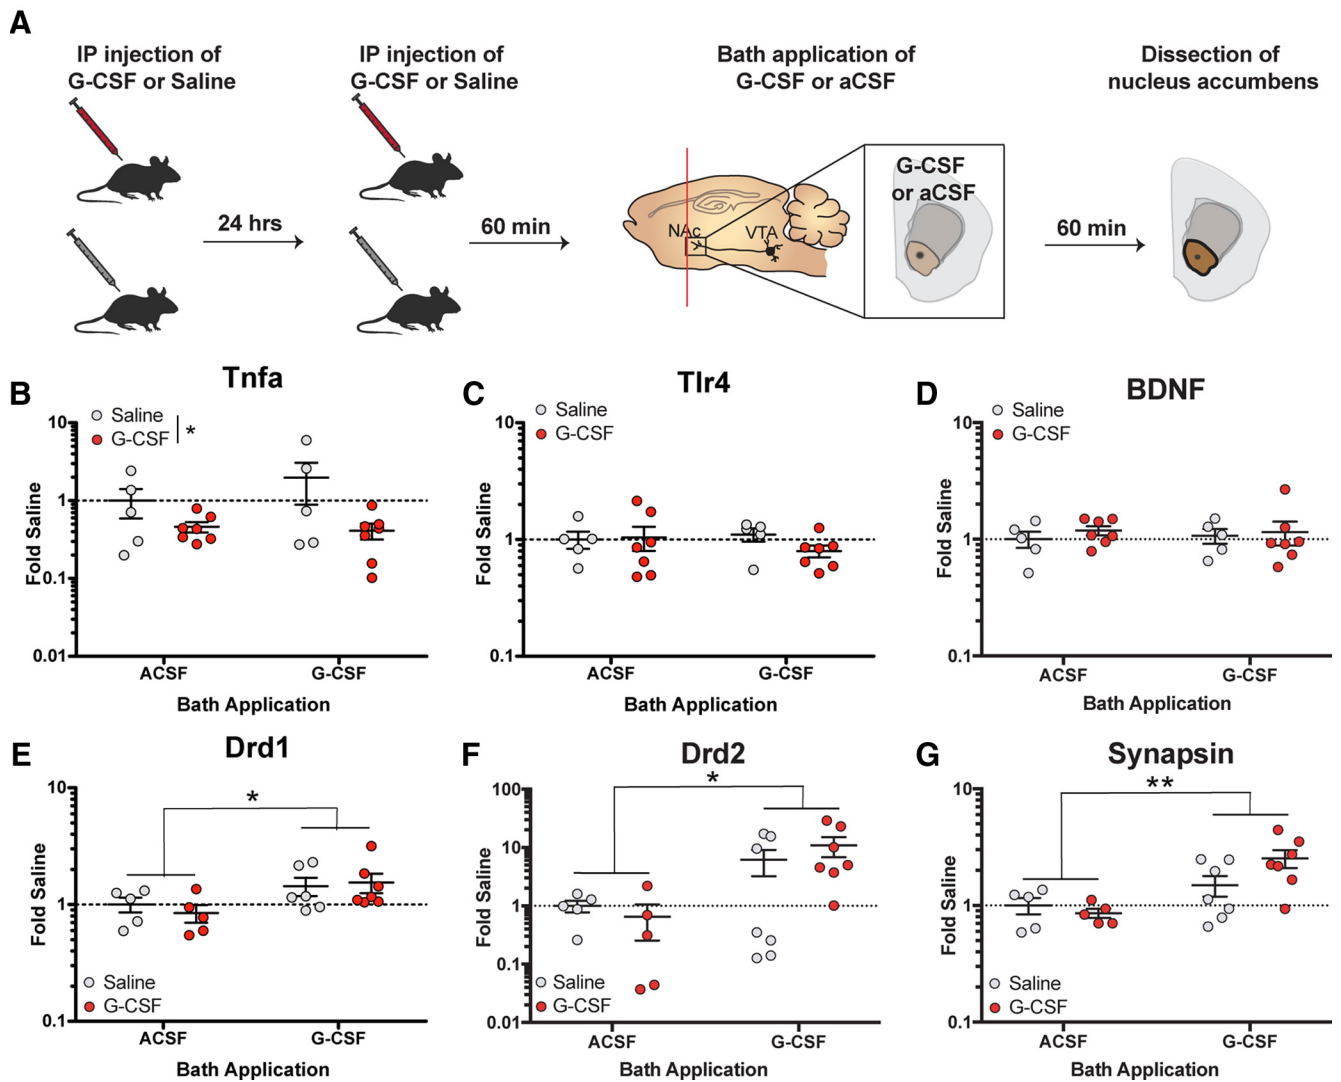 A
IP injection of
G-CSF or Saline
IP injection of
G-CSF or Saline
Bath application of
G-CSF or aCSF
Dissection of
nucleus accumbens
24 hrs
60 min
NAc
VTA
G-CSF
or aCSF
60 min
B
Tnfa
Saline
G-CSF
*
Fold Saline
10
1
0.1
0.01
ACSF
G-CSF
Bath Application
C
Tlr4
Saline
G-CSF
Fold Saline
10
1
0.1
ACSF
G-CSF
Bath Application
D
BDNF
Saline
G-CSF
Fold Saline
10
1
0.1
ACSF
G-CSF
Bath Application
E
Drd1
*
Fold Saline
10
1
0.1
Saline
G-CSF
ACSF
G-CSF
Bath Application
F
Drd2
*
Fold Saline
100
10
1
0.1
0.01
Saline
G-CSF
ACSF
G-CSF
Bath Application
G
Synapsin
**
Fold Saline
10
1
0.1
Saline
G-CSF
ACSF
G-CSF
Bath Application